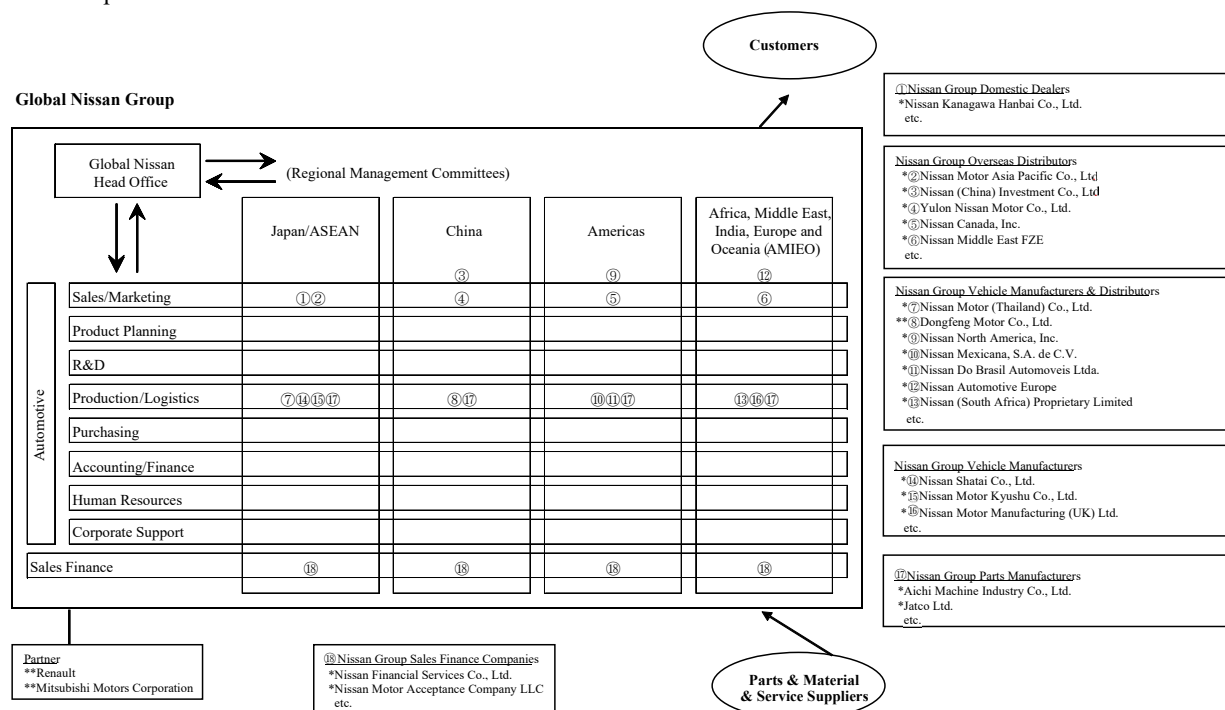 Customers
Global Nissan Group
Global Nissan
Head Office
(Regional Management Committees)
Japan/ASEAN
China
Americas
Africa, Middle East,
India, Europe and
Oceania (AMIEO)
③ ⑨ ⑫
Automotive
Sales/Marketing ①② ④ ⑤ ⑥
Product Planning
R&D
Production/Logistics ⑦⑭⑮⑰ ⑧⑰ ⑩⑪⑰ ⑬⑯⑰
Purchasing
Accounting/Finance
Human Resources
Corporate Support
Sales Finance ⑱ ⑱ ⑱ ⑱
①Nissan Group Domestic Dealers
*Nissan Kanagawa Hanbai Co., Ltd.
etc.
Nissan Group Overseas Distributors
*②Nissan Motor Asia Pacific Co., Ltd
*③Nissan (China) Investment Co., Ltd
*④Yulon Nissan Motor Co., Ltd.
*⑤Nissan Canada, Inc.
*⑥Nissan Middle East FZE
etc.
Nissan Group Vehicle Manufacturers & Distributors
*⑦Nissan Motor (Thailand) Co., Ltd.
**⑧Dongfeng Motor Co., Ltd.
*⑨Nissan North America, Inc.
*⑩Nissan Mexicana, S.A. de C.V.
*⑪Nissan Do Brasil Automoveis Ltda.
*⑫Nissan Automotive Europe
*⑬Nissan (South Africa) Proprietary Limited
etc.
Nissan Group Vehicle Manufacturers
*⑭Nissan Shatai Co., Ltd.
*⑮Nissan Motor Kyushu Co., Ltd.
*⑯Nissan Motor Manufacturing (UK) Ltd.
etc.
⑰Nissan Group Parts Manufacturers
*Aichi Machine Industry Co., Ltd.
*Jatco Ltd.
etc.
Partner
**Renault
**Mitsubishi Motors Corporation
⑱Nissan Group Sales Finance Companies
*Nissan Financial Services Co., Ltd.
*Nissan Motor Acceptance Company LLC
etc.
Parts & Material
& Service Suppliers